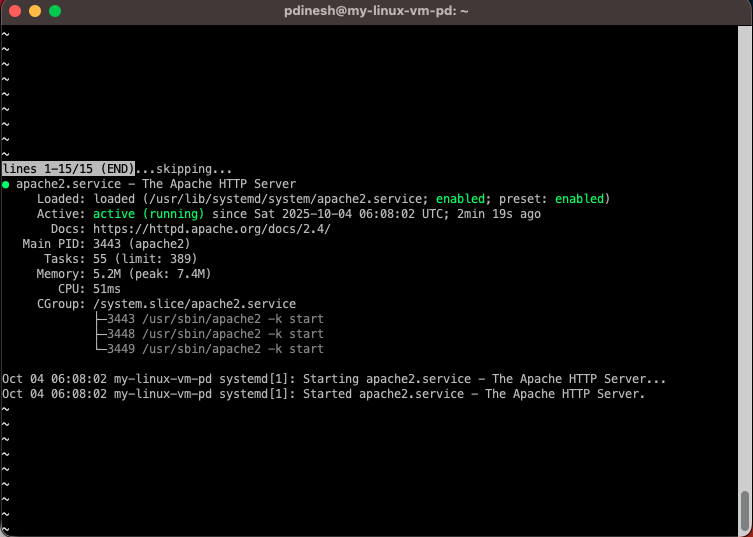 pdinesh@my-linux-vm-pd: ~
~
~
~
~
~
~
~
~
~
lines 1-15/15 (END)...skipping...
● apache2.service - The Apache HTTP Server
     Loaded: loaded (/usr/lib/systemd/system/apache2.service; enabled; preset: enabled)
     Active: active (running) since Sat 2025-10-04 06:08:02 UTC; 2min 19s ago
       Docs: https://httpd.apache.org/docs/2.4/
   Main PID: 3443 (apache2)
      Tasks: 55 (limit: 389)
     Memory: 5.2M (peak: 7.4M)
        CPU: 51ms
     CGroup: /system.slice/apache2.service
             ├─3443 /usr/sbin/apache2 -k start
             ├─3448 /usr/sbin/apache2 -k start
             └─3449 /usr/sbin/apache2 -k start

Oct 04 06:08:02 my-linux-vm-pd systemd[1]: Starting apache2.service - The Apache HTTP Server...
Oct 04 06:08:02 my-linux-vm-pd systemd[1]: Started apache2.service - The Apache HTTP Server.
~
~
~
~
~
~
~
~
~